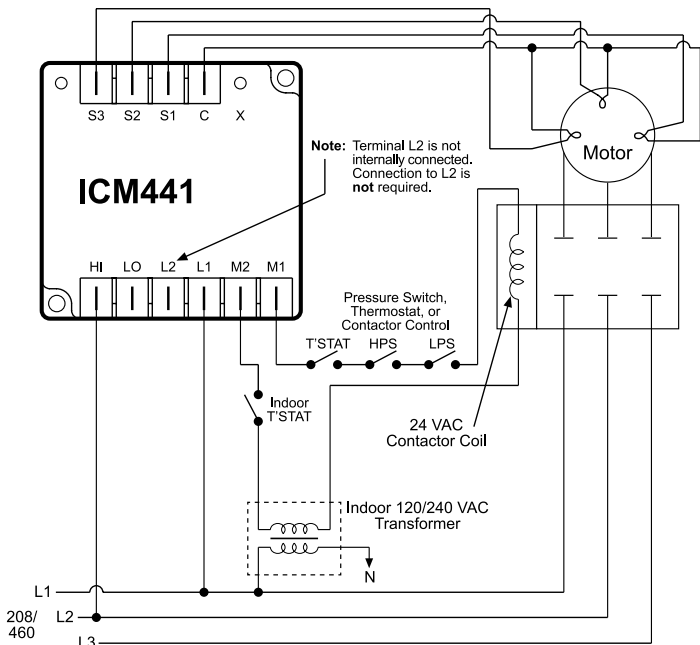 S3 S2 S1 C X
Note: Terminal L2 is not
internally connected.
Connection to L2 is
not required.
Motor
ICM441
HI LO L2 L1 M2 M1
Pressure Switch,
Thermostat, or
Contactor Control
T'STAT HPS LPS
Indoor
T'STAT
24 VAC
Contactor Coil
Indoor 120/240 VAC
Transformer
N
L1
208/
460
L2
L3